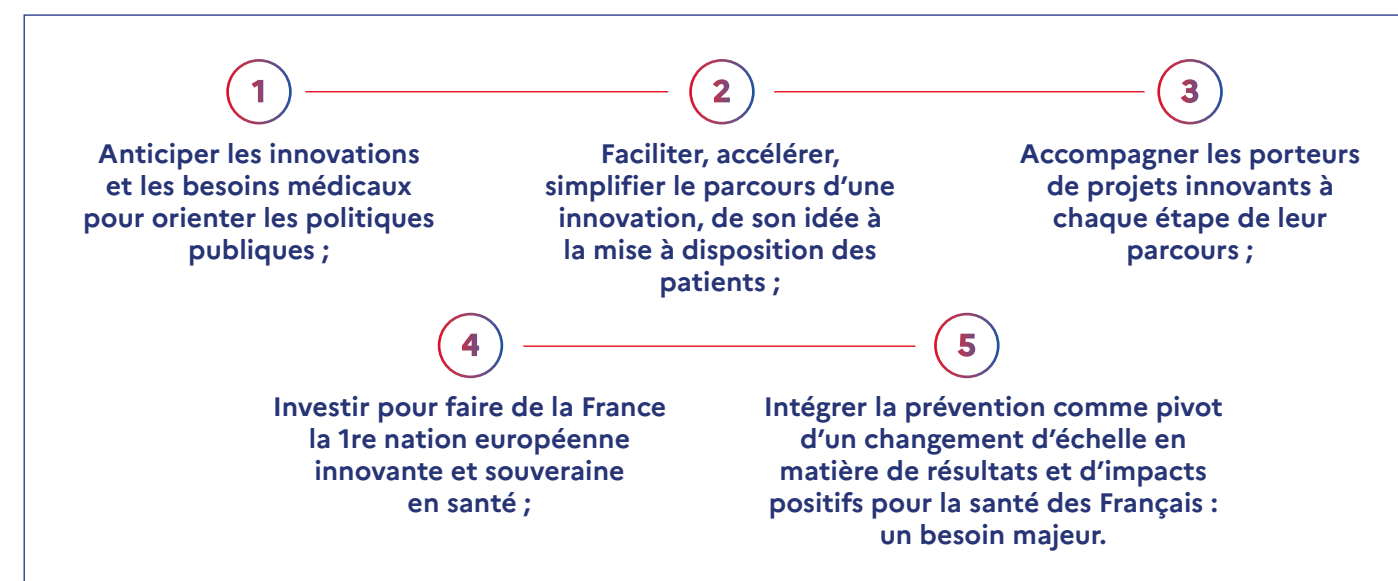 1
Anticiper les innovations
et les besoins médicaux
pour orienter les politiques
publiques ;
2
Faciliter, accélérer,
simplifier le parcours d’une
innovation, de son idée à
la mise à disposition des
patients ;
3
Accompagner les porteurs
de projets innovants à
chaque étape de leur
parcours ;
4
Investir pour faire de la France
la 1re nation européenne
innovante et souveraine
en santé ;
5
Intégrer la prévention comme pivot
d’un changement d’échelle en
matière de résultats et d’impacts
positifs pour la santé des Français :
un besoin majeur.